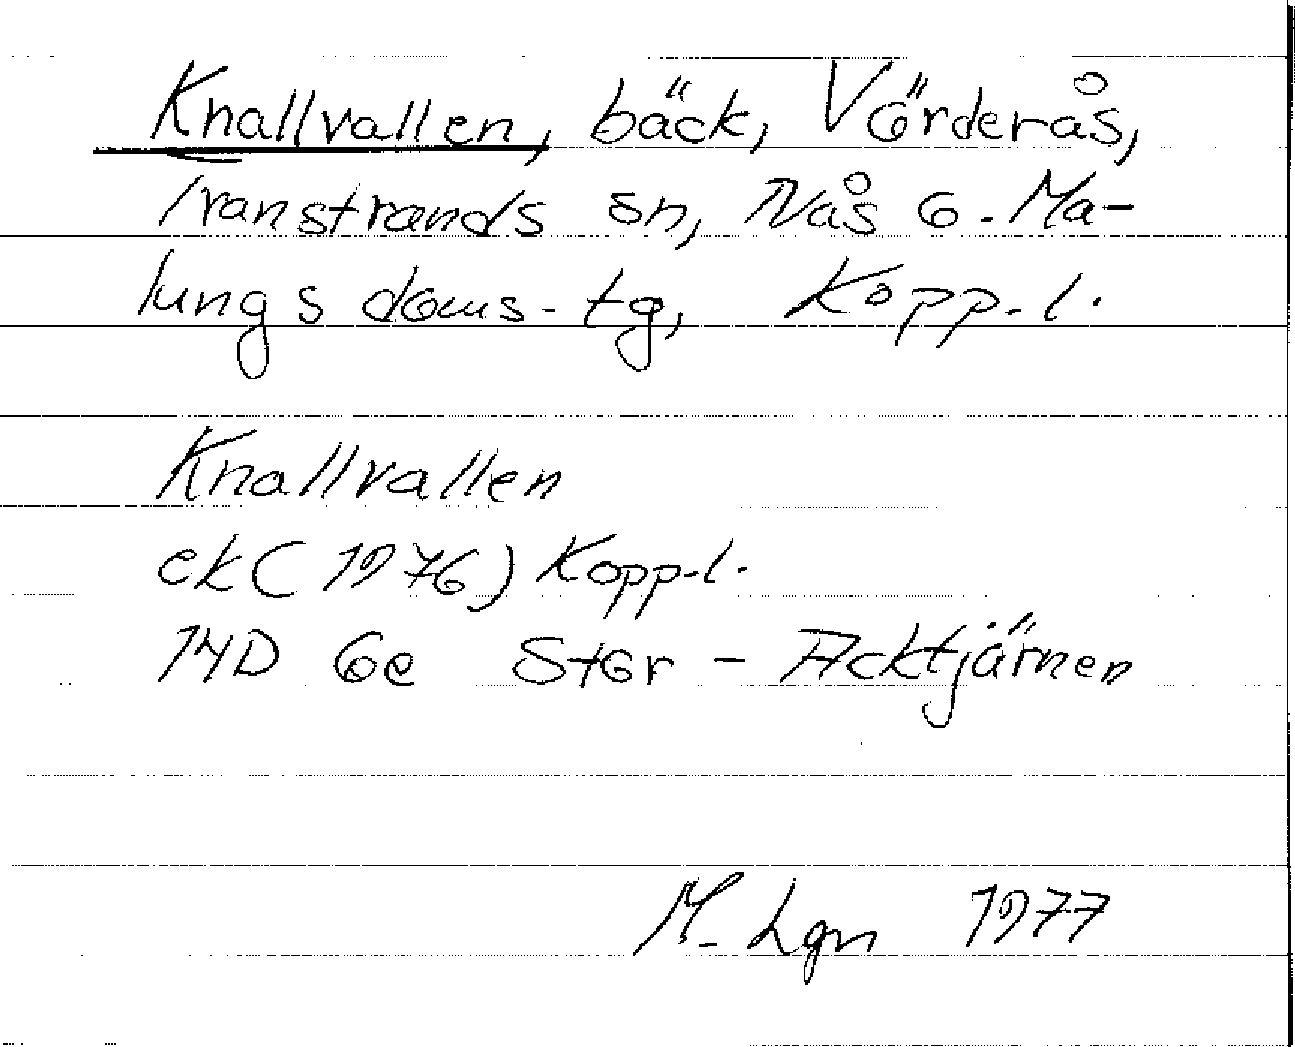 Knallvallen, bäck, Vörderås,
Transtrands sn, Nås o. Ma-
lungs doms. tg, Kopp. l.
Knallvallen
ek (1976) Kopp. l.
14D 6e Stor-Acktjärnen
M. Lgn 1977